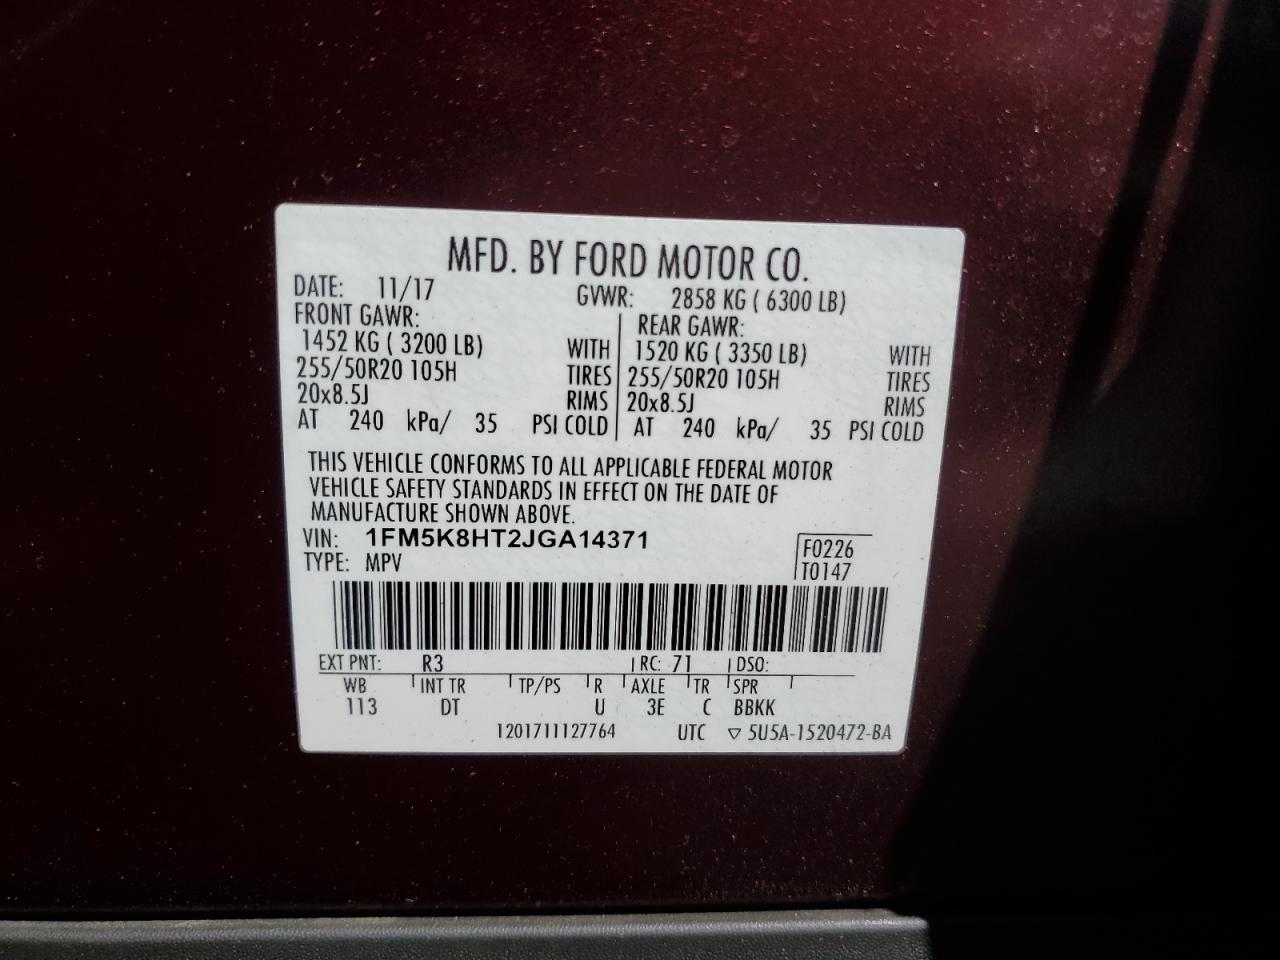 MFD. BY FORD MOTOR CO.
DATE: 11/17 GVWR: 2858 KG ( 6300 LB)
FRONT GAWR: REAR GAWR:
1452 KG ( 3200 LB) WITH 1520 KG ( 3350 LB) WITH
255/50R20 105H TIRES 255/50R20 105H TIRES
20x8.5J RIMS 20x8.5J RIMS
AT 240 kPa/ 35 PSI COLD AT 240 kPa/ 35 PSI COLD
THIS VEHICLE CONFORMS TO ALL APPLICABLE FEDERAL MOTOR
VEHICLE SAFETY STANDARDS IN EFFECT ON THE DATE OF
MANUFACTURE SHOWN ABOVE.
VIN: 1FM5K8HT2JGA14371 F0226
TYPE: MPV T0147
EXT PNT: R3 RC: 71 DSO:
WB INT TR TP/PS R AXLE TR SPR
113 DT U 3E C BBKK
1201711127764 UTC ▽ 5U5A-1520472-BA